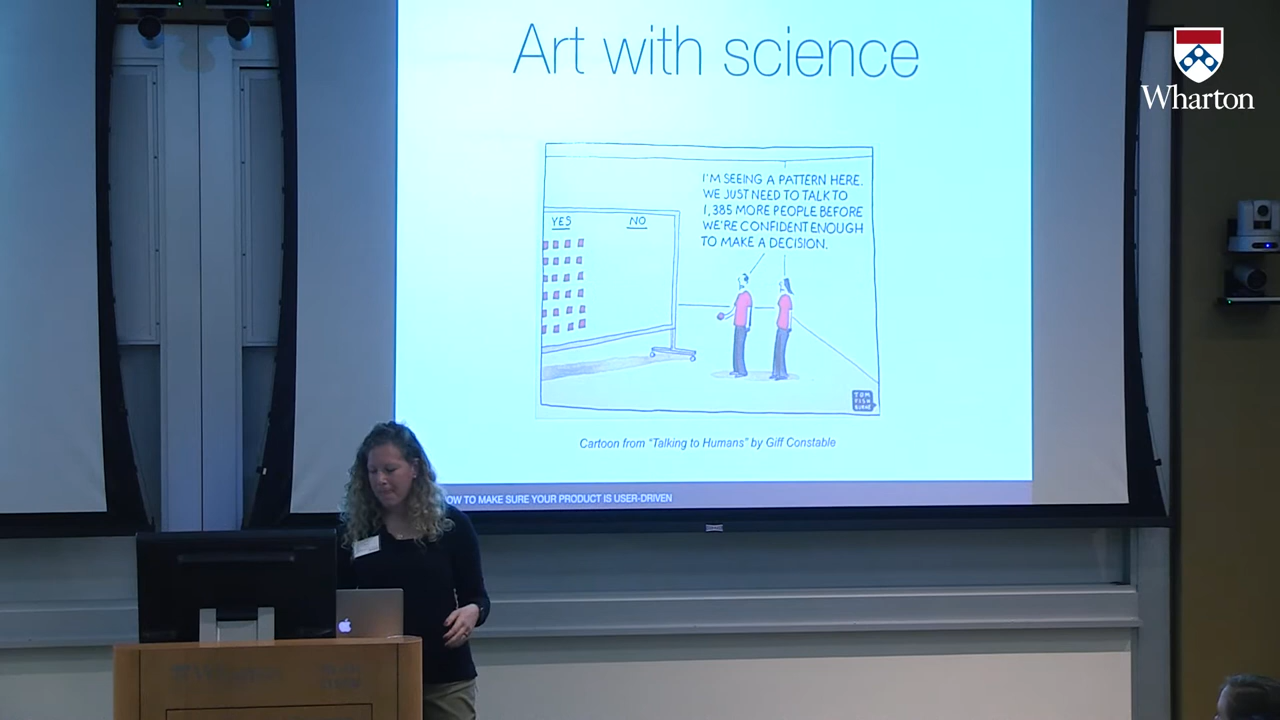 Art with science
Wharton
I'M SEEING A PATTERN HERE.
WE JUST NEED TO TALK TO
1,385 MORE PEOPLE BEFORE
WE'RE CONFIDENT ENOUGH
TO MAKE A DECISION.
YES NO
TOM
FISH
BURNE
Cartoon from "Talking to Humans" by Giff Constable
OW TO MAKE SURE YOUR PRODUCT IS USER-DRIVEN